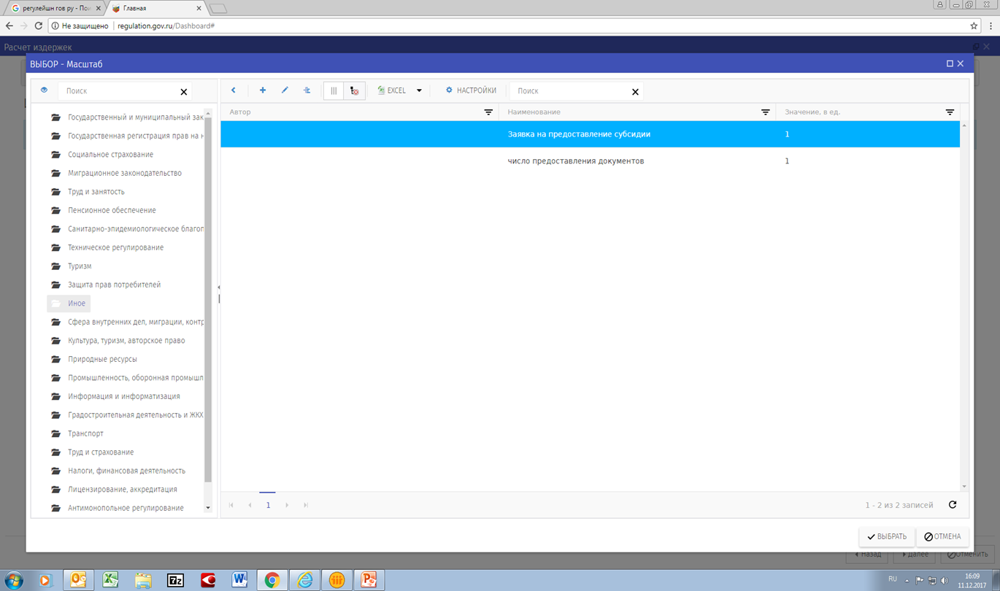 регулейшн гов ру - Пои
Главная
Не защищено
regulation.gov.ru/Dashboard#
Расчет издержек
ВЫБОР - Масштаб
Поиск
EXCEL
НАСТРОЙКИ
Поиск
Автор
Наименование
Значение, в ед.
Заявка на предоставление субсидии
1
число предоставления документов
1
Государственный и муниципальный зак
Государственная регистрация прав на н
Социальное страхование
Миграционное законодательство
Труд и занятость
Пенсионное обеспечение
Санитарно-эпидемиологическое благоп
Техническое регулирование
Туризм
Защита прав потребителей
Иное
Сфера внутренних дел, миграции, контр
Культура, туризм, авторское право
Природные ресурсы
Промышленность, оборонная промышл
Информация и информатизация
Градостроительная деятельность и ЖКХ
Транспорт
Труд и страхование
Налоги, финансовая деятельность
Лицензирование, аккредитация
Антимонопольное регулирование
1
1 - 2 из 2 записей
ВЫБРАТЬ
ОТМЕНА
Назад
Далее
Отменить
7z
RU
16:09
11.12.2017